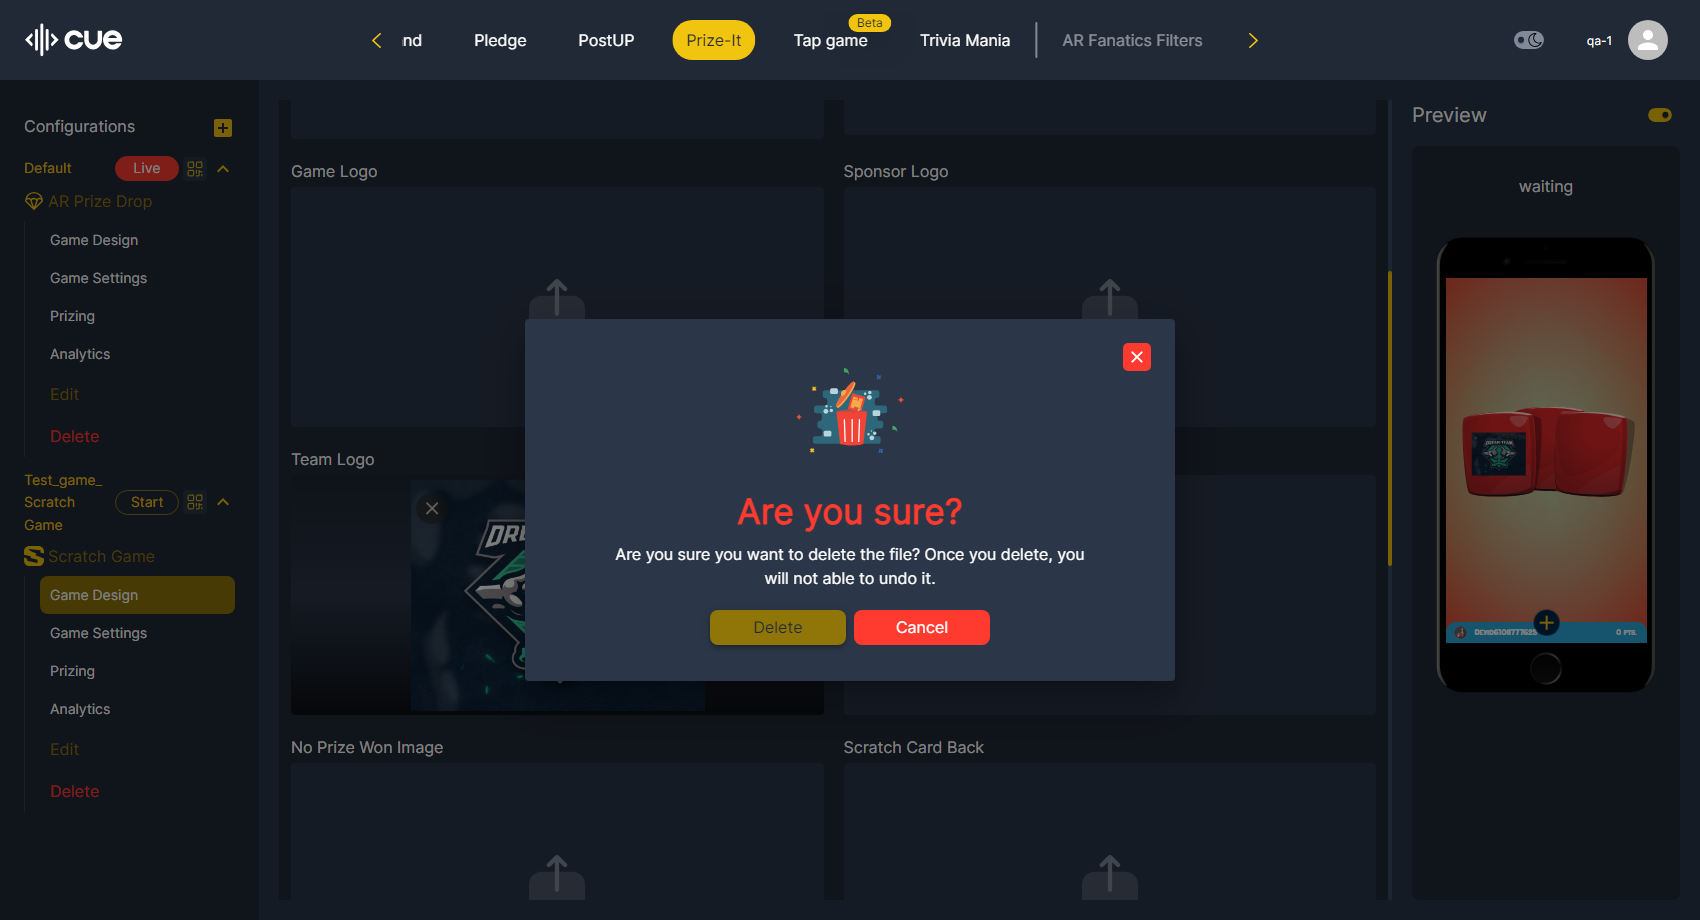 cue
nd
Pledge
PostUP
Prize-It
Beta
Tap game
Trivia Mania
AR Fanatics Filters
qa-1
Configurations
Default
Live
AR Prize Drop
Game Design
Game Settings
Prizing
Analytics
Edit
Delete
Test_game_
Scratch
Game
Start
Scratch Game
Game Design
Game Settings
Prizing
Analytics
Edit
Delete
Game Logo
Sponsor Logo
Team Logo
No Prize Won Image
Scratch Card Back
Are you sure?
Are you sure you want to delete the file? Once you delete, you
will not able to undo it.
Delete
Cancel
Preview
waiting
DREAM TEAM
0 PTS.